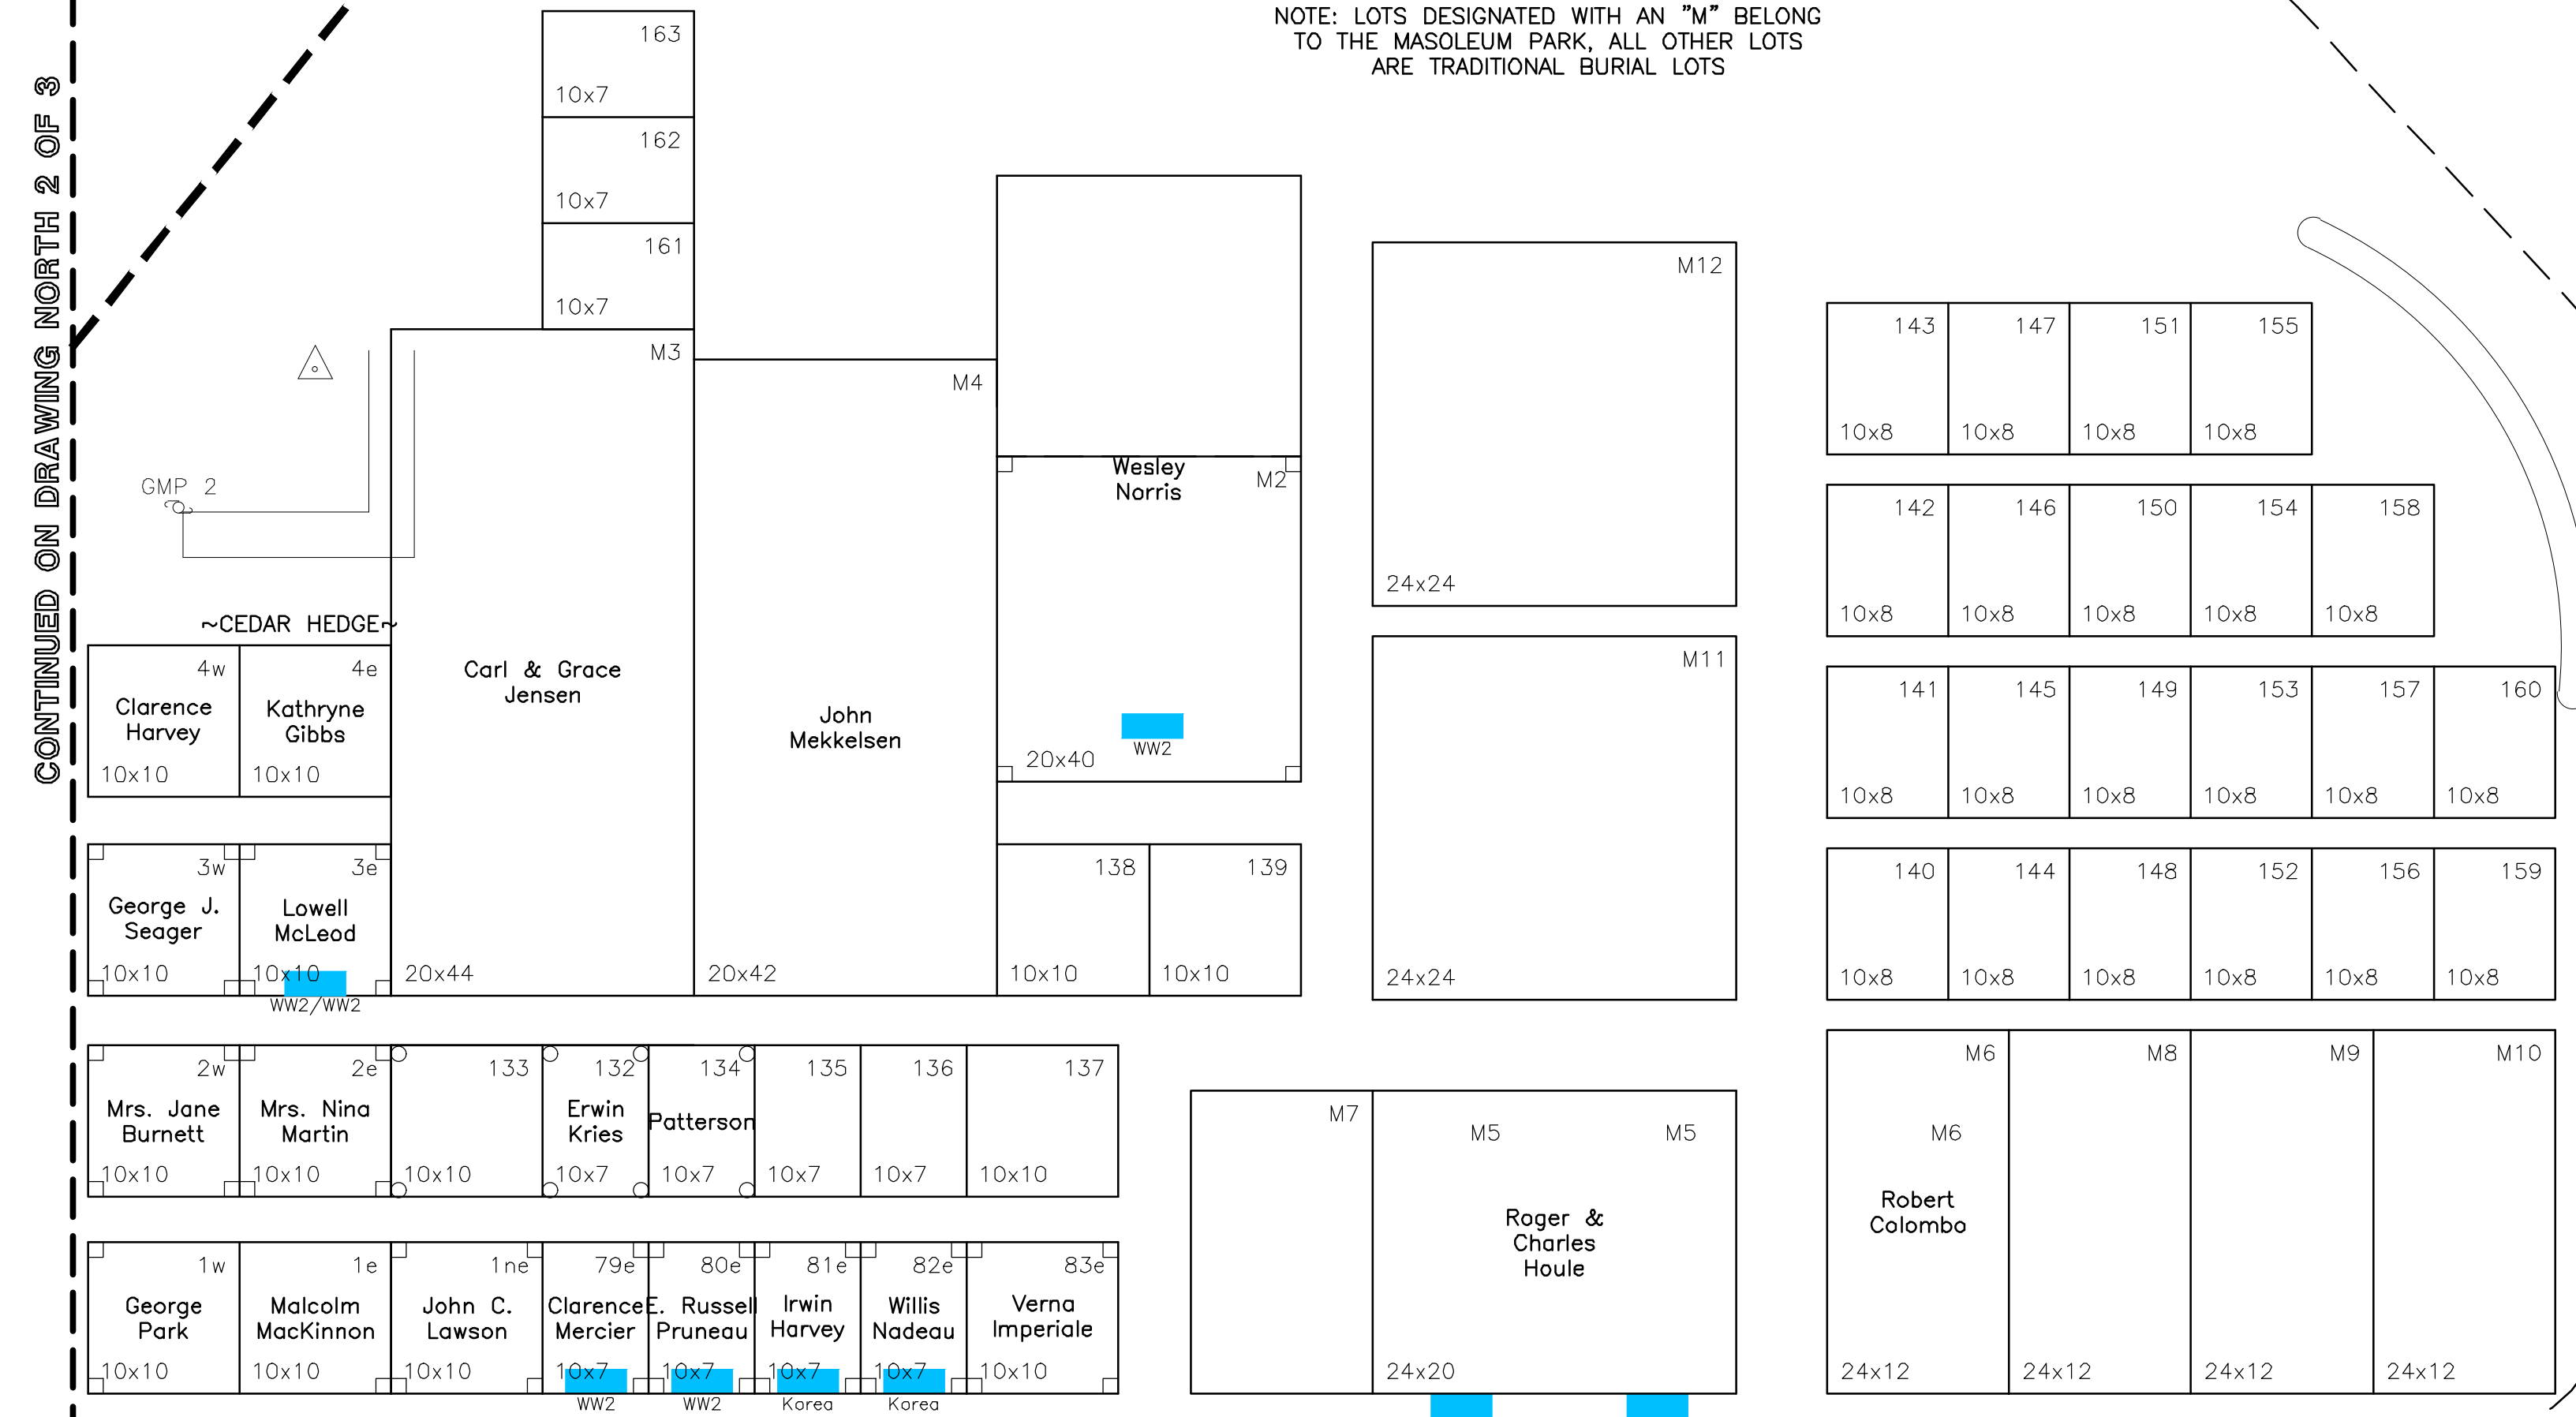 NOTE: LOTS DESIGNATED WITH AN "M" BELONG
TO THE MASOLEUM PARK, ALL OTHER LOTS
ARE TRADITIONAL BURIAL LOTS
CONTINUED ON DRAWING NORTH 2 OF 3
163
10x7
162
10x7
161
10x7
GMP 2
~CEDAR HEDGE~
M3
Carl & Grace
Jensen
20x44
M4
John
Mekkelsen
20x42
Wesley
Norris
M2
20x40
WW2
M12
24x24
M11
24x24
143
10x8
147
10x8
151
10x8
155
10x8
142
10x8
146
10x8
150
10x8
154
10x8
158
10x8
141
10x8
145
10x8
149
10x8
153
10x8
157
10x8
160
10x8
140
10x8
144
10x8
148
10x8
152
10x8
156
10x8
159
10x8
4w
Clarence
Harvey
10x10
4e
Kathryne
Gibbs
10x10
3w
George J.
Seager
10x10
3e
Lowell
McLeod
10x10
WW2/WW2
138
10x10
139
10x10
2w
Mrs. Jane
Burnett
10x10
2e
Mrs. Nina
Martin
10x10
133
10x10
132
Erwin
Kries
10x7
134
Patterson
10x7
135
10x7
136
10x7
137
10x10
1w
George
Park
10x10
1e
Malcolm
MacKinnon
10x10
1ne
John C.
Lawson
10x10
79e
Clarence
Mercier
10x7
WW2
80e
E. Russell
Pruneau
10x7
WW2
81e
Irwin
Harvey
10x7
Korea
82e
Willis
Nadeau
10x7
Korea
83e
Verna
Imperiale
10x10
M7
M5
M5
Roger &
Charles
Houle
24x20
M6
M6
Robert
Colombo
24x12
M8
24x12
M9
24x12
M10
24x12